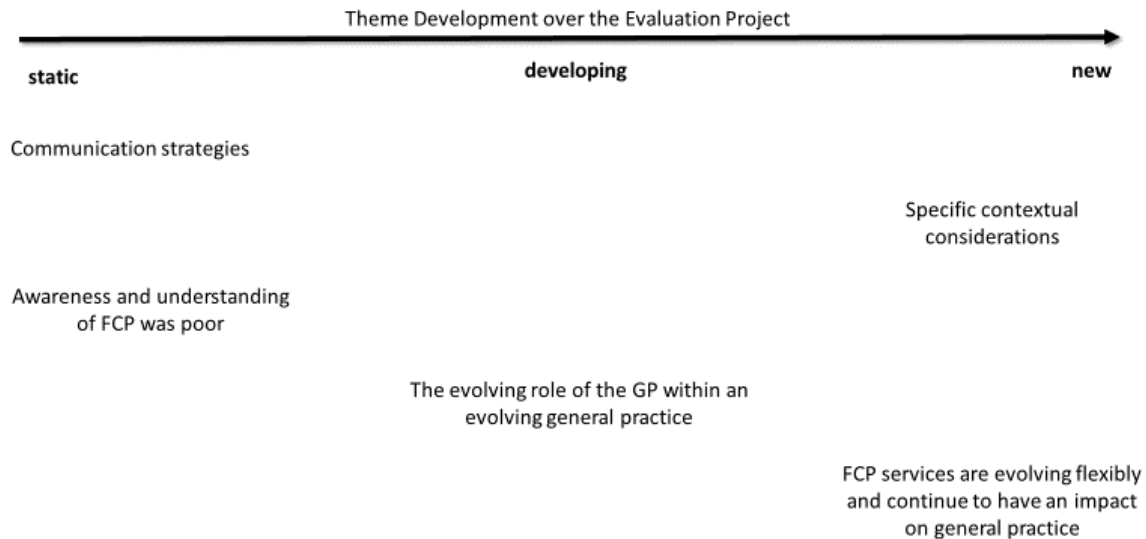 Theme Development over the Evaluation Project
static
developing
new
Communication strategies
Specific contextual
considerations
Awareness and understanding
of FCP was poor
The evolving role of the GP within an
evolving general practice
FCP services are evolving flexibly
and continue to have an impact
on general practice